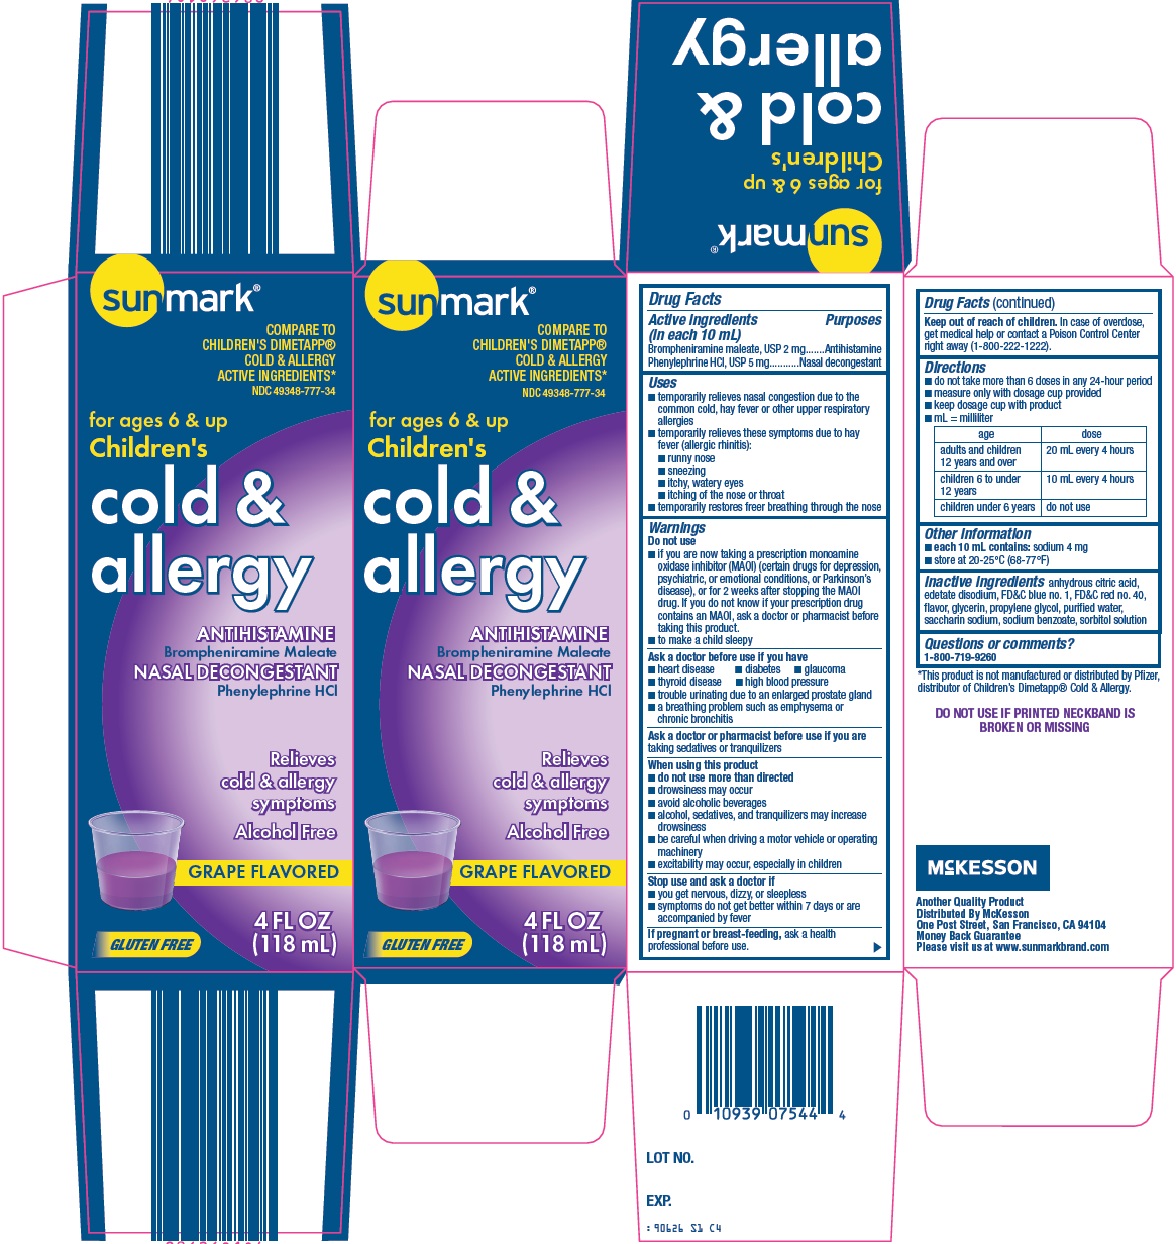 sunmark®
COMPARE TO
CHILDREN'S DIMETAPP®
COLD & ALLERGY
ACTIVE INGREDIENTS*
NDC 49348-777-34
for ages 6 & up
Children's
cold &
allergy
ANTIHISTAMINE
Brompheniramine Maleate
NASAL DECONGESTANT
Phenylephrine HCl
Relieves
cold & allergy
symptoms
Alcohol Free
GRAPE FLAVORED
4 FL OZ
(118 mL)
GLUTEN FREE
sunmark®
COMPARE TO
CHILDREN'S DIMETAPP®
COLD & ALLERGY
ACTIVE INGREDIENTS*
NDC 49348-777-34
for ages 6 & up
Children's
cold &
allergy
ANTIHISTAMINE
Brompheniramine Maleate
NASAL DECONGESTANT
Phenylephrine HCl
Relieves
cold & allergy
symptoms
Alcohol Free
GRAPE FLAVORED
4 FL OZ
(118 mL)
GLUTEN FREE
sunmark®
for ages 6 & up
Children's
cold &
allergy
Drug Facts
Active Ingredients Purposes
(in each 10 mL)
Brompheniramine maleate, USP 2 mg.......Antihistamine
Phenylephrine HCl, USP 5 mg...........Nasal decongestant
Uses
■ temporarily relieves nasal congestion due to the
common cold, hay fever or other upper respiratory
allergies
■ temporarily relieves these symptoms due to hay
fever (allergic rhinitis):
■ runny nose
■ sneezing
■ itchy, watery eyes
■ itching of the nose or throat
■ temporarily restores freer breathing through the nose
Warnings
Do not use
■ if you are now taking a prescription monoamine
oxidase inhibitor (MAOI) (certain drugs for depression,
psychiatric, or emotional conditions, or Parkinson's
disease), or for 2 weeks after stopping the MAOI
drug. If you do not know if your prescription drug
contains an MAOI, ask a doctor or pharmacist before
taking this product.
■ to make a child sleepy
Ask a doctor before use if you have
■ heart disease ■ diabetes ■ glaucoma
■ thyroid disease ■ high blood pressure
■ trouble urinating due to an enlarged prostate gland
■ a breathing problem such as emphysema or
chronic bronchitis
Ask a doctor or pharmacist before use if you are
taking sedatives or tranquilizers
When using this product
■ do not use more than directed
■ drowsiness may occur
■ avoid alcoholic beverages
■ alcohol, sedatives, and tranquilizers may increase
drowsiness
■ be careful when driving a motor vehicle or operating
machinery
■ excitability may occur, especially in children
Stop use and ask a doctor if
■ you get nervous, dizzy, or sleepless
■ symptoms do not get better within 7 days or are
accompanied by fever
If pregnant or breast-feeding, ask a health
professional before use.
0 10939 07544 4
LOT NO.
EXP.
: 90626 S1 C4
Drug Facts (continued)
Keep out of reach of children. In case of overdose,
get medical help or contact a Poison Control Center
right away (1-800-222-1222).
Directions
■ do not take more than 6 doses in any 24-hour period
■ measure only with dosage cup provided
■ keep dosage cup with product
■ mL = milliliter
age dose
adults and children 20 mL every 4 hours
12 years and over
children 6 to under 10 mL every 4 hours
12 years
children under 6 years do not use
Other Information
■ each 10 mL contains: sodium 4 mg
■ store at 20-25°C (68-77°F)
Inactive Ingredients anhydrous citric acid,
edetate disodium, FD&C blue no. 1, FD&C red no. 40,
flavor, glycerin, propylene glycol, purified water,
saccharin sodium, sodium benzoate, sorbitol solution
Questions or comments?
1-800-719-9260
*This product is not manufactured or distributed by Pfizer,
distributor of Children's Dimetapp® Cold & Allergy.
DO NOT USE IF PRINTED NECKBAND IS
BROKEN OR MISSING
MCKESSON
Another Quality Product
Distributed By McKesson
One Post Street, San Francisco, CA 94104
Money Back Guarantee
Please visit us at www.sunmarkbrand.com